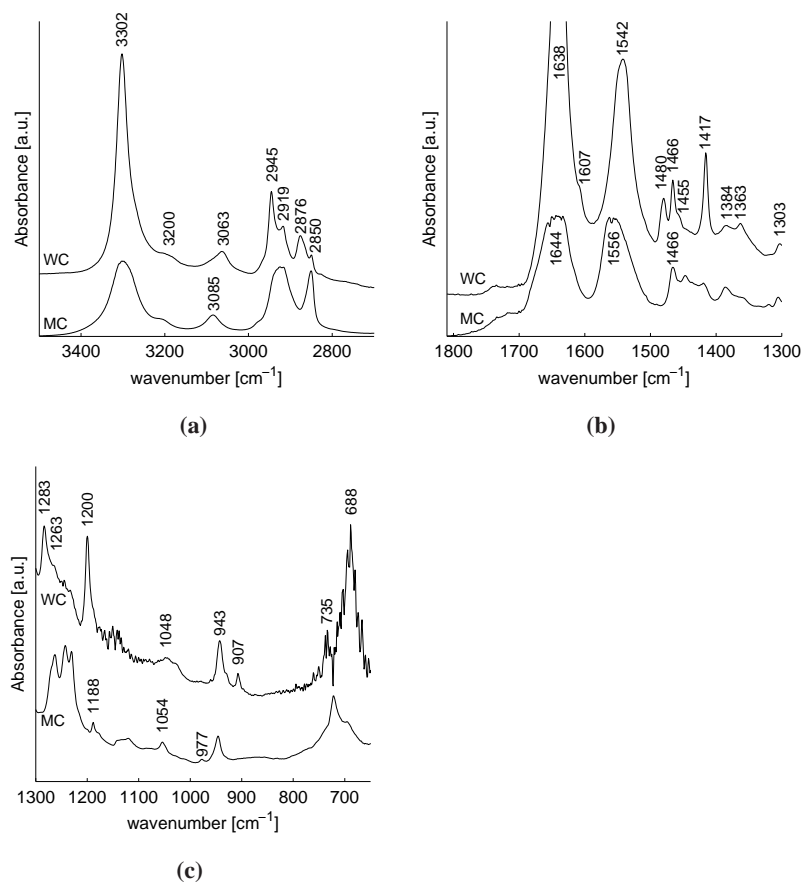 3302
3200
3063
2945
2919
2876
2850
3085
WC
MC
Absorbance [a.u.]
3400 3200 3000 2800
wavenumber [cm−1]
(a)
1638
1607
1542
1480
1466
1455
1417
1384
1363
1303
1644
1556
1466
WC
MC
Absorbance [a.u.]
1800 1700 1600 1500 1400 1300
wavenumber [cm−1]
(b)
1283
1263
1200
1048
943
907
735
688
1188
1054
977
WC
MC
Absorbance [a.u.]
1300 1200 1100 1000 900 800 700
wavenumber [cm−1]
(c)